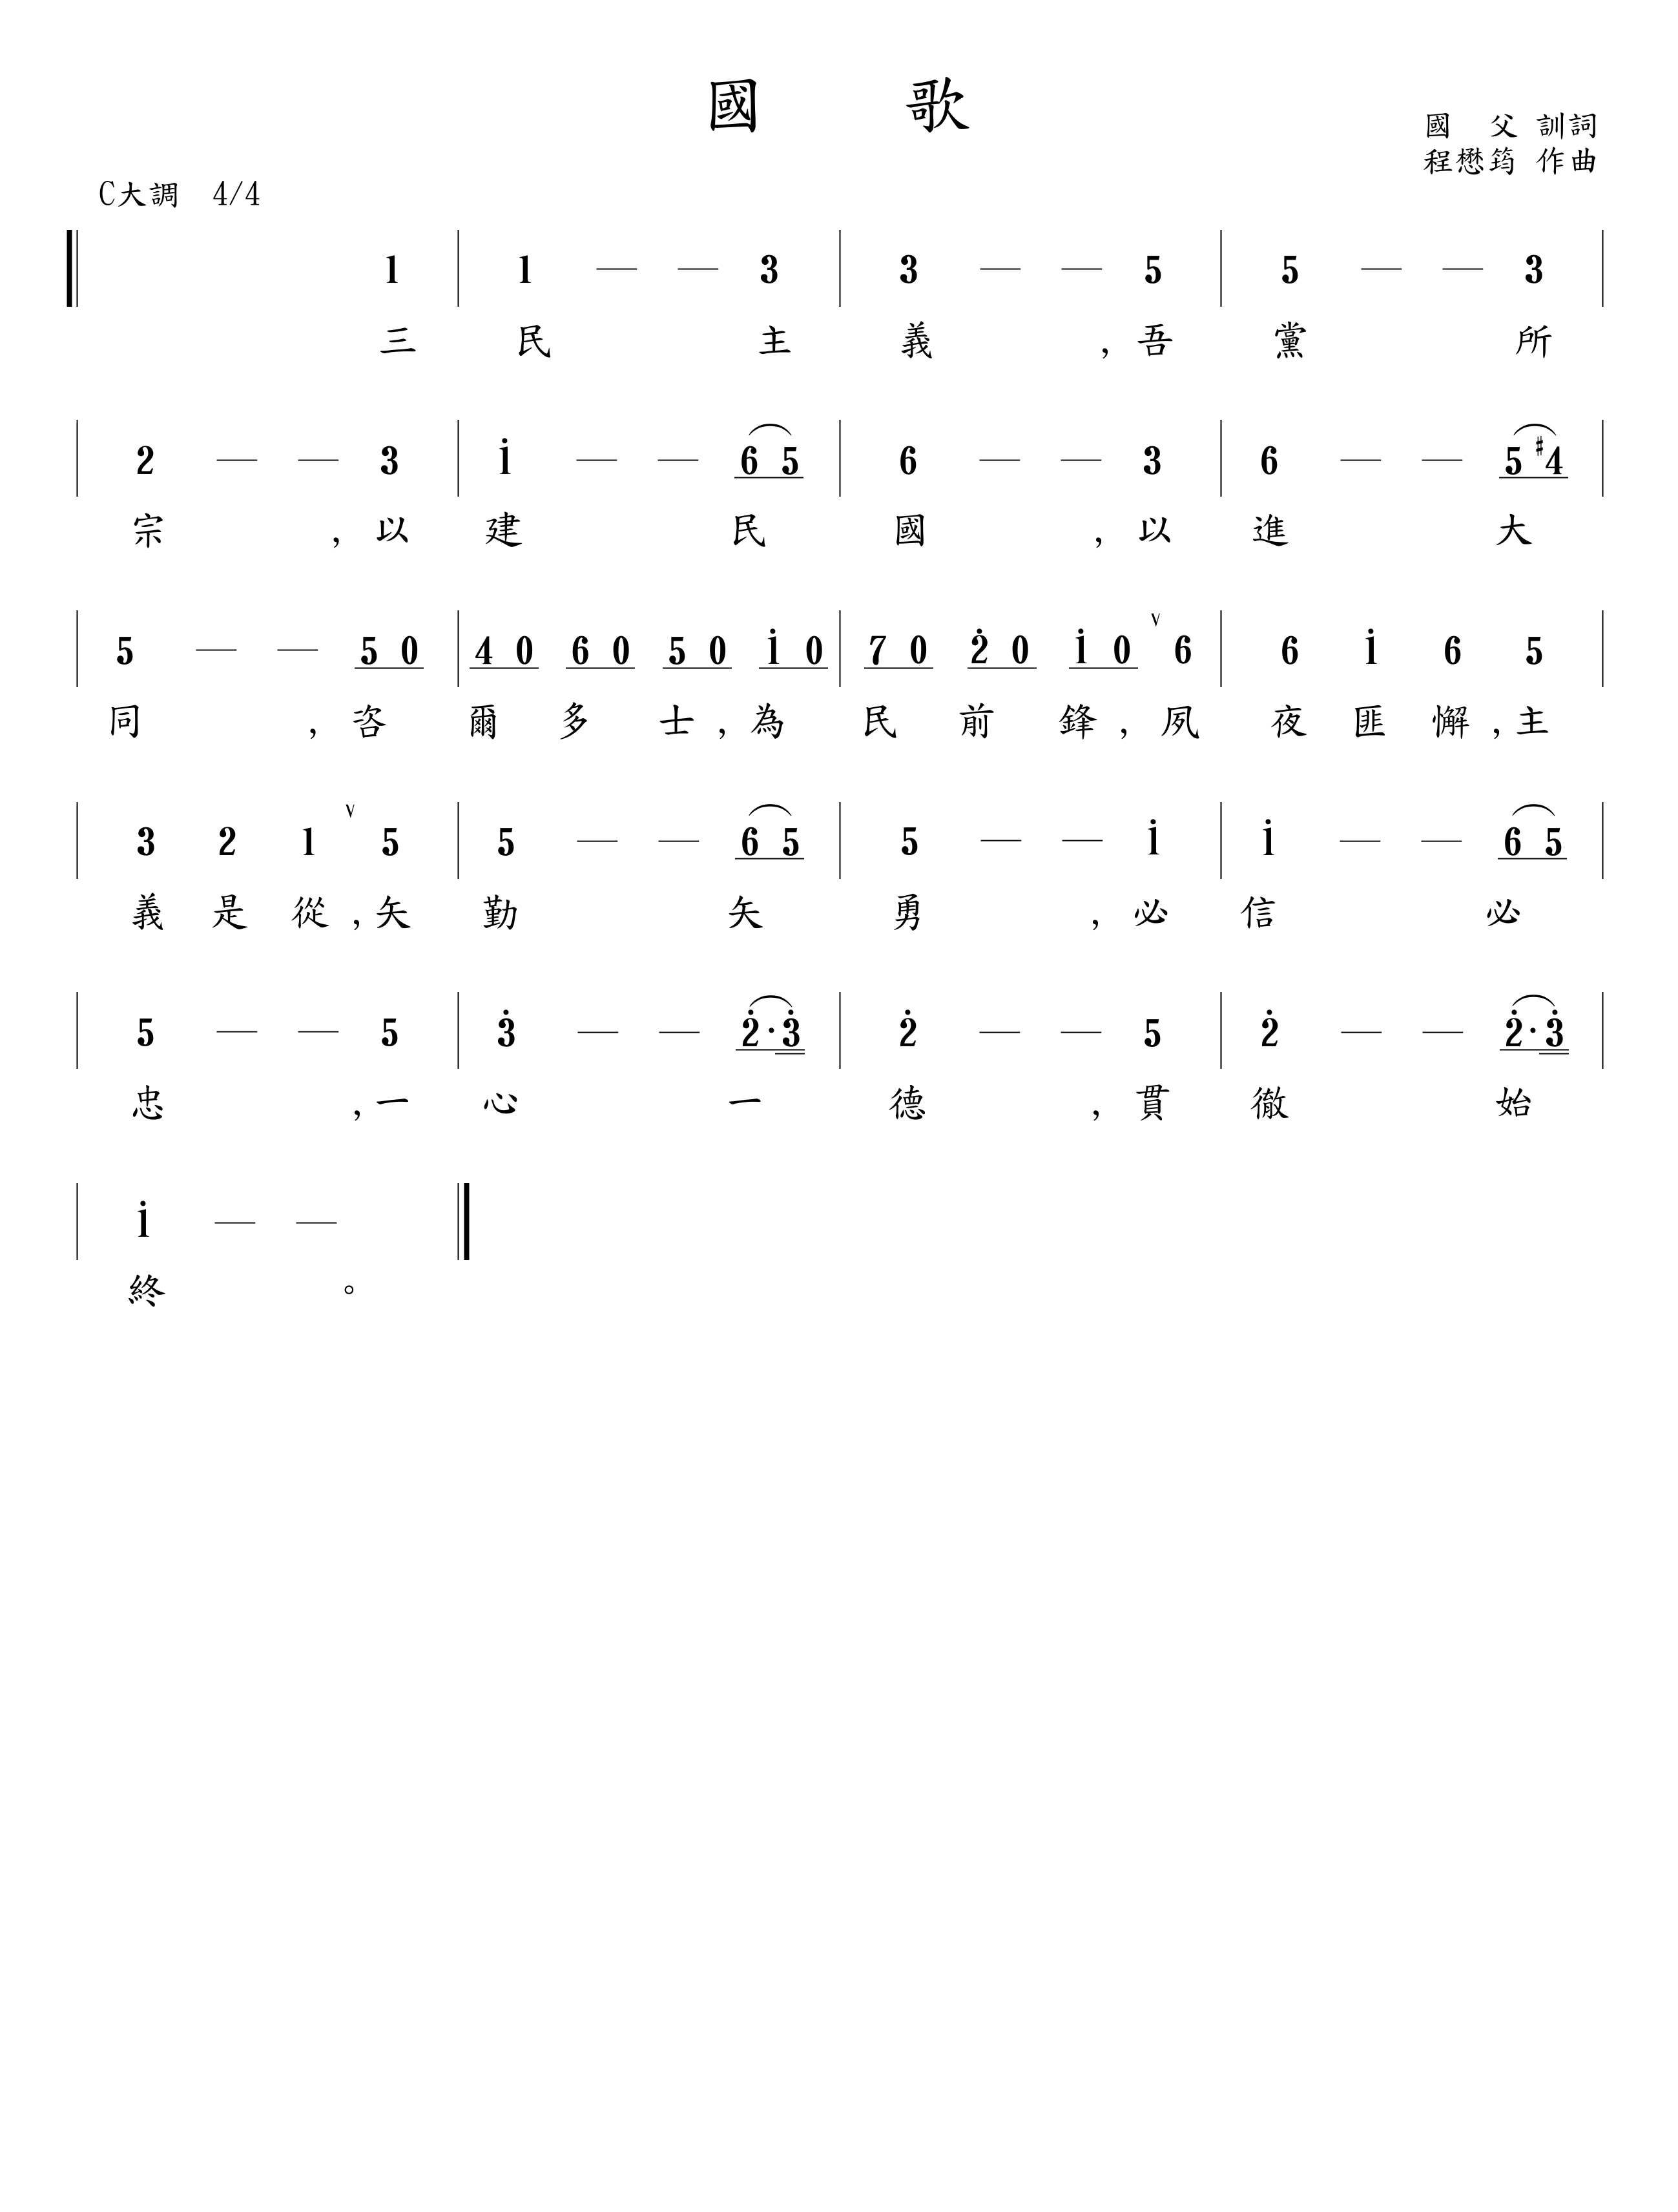 國 歌
國 父 訓詞
程懋筠 作曲
C大調 4/4
1 | 1 — — 3 | 3 — — 5 | 5 — — 3 |
三 民 主 義 , 吾 黨 所
| 2 — — 3 | i — — 6 5 | 6 — — 3 | 6 — — 5 ♯4 |
宗 , 以 建 民 國 , 以 進 大
| 5 — — 5 0 | 4 0 6 0 5 0 i 0 | 7 0 2̇ 0 i 0 ∨ 6 | 6 i 6 5 |
同 , 咨 爾 多 士 , 為 民 前 鋒 , 夙 夜 匪 懈 , 主
| 3 2 1 ∨ 5 | 5 — — 6 5 | 5 — — i | i — — 6 5 |
義 是 從 , 矢 勤 矢 勇 , 必 信 必
| 5 — — 5 | 3̇ — — 2̇ · 3̇ | 2̇ — — 5 | 2̇ — — 2̇ · 3̇ |
忠 , 一 心 一 德 , 貫 徹 始
| i — — |
終 。